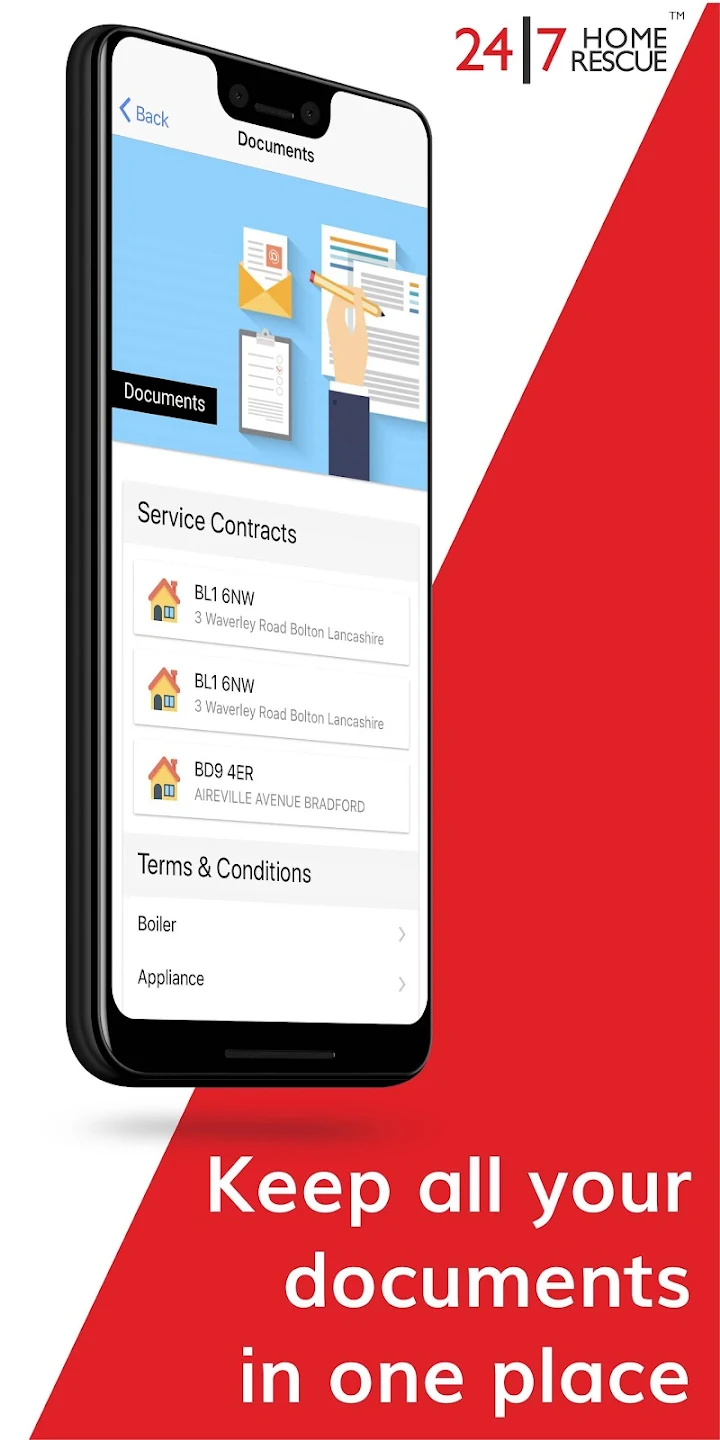 24|7 HOME RESCUE™
Back
Documents
Documents
Service Contracts
BL1 6NW
3 Waverley Road Bolton Lancashire
BL1 6NW
3 Waverley Road Bolton Lancashire
BD9 4ER
AIREVILLE AVENUE BRADFORD
Terms & Conditions
Boiler
Appliance
Keep all your
documents
in one place